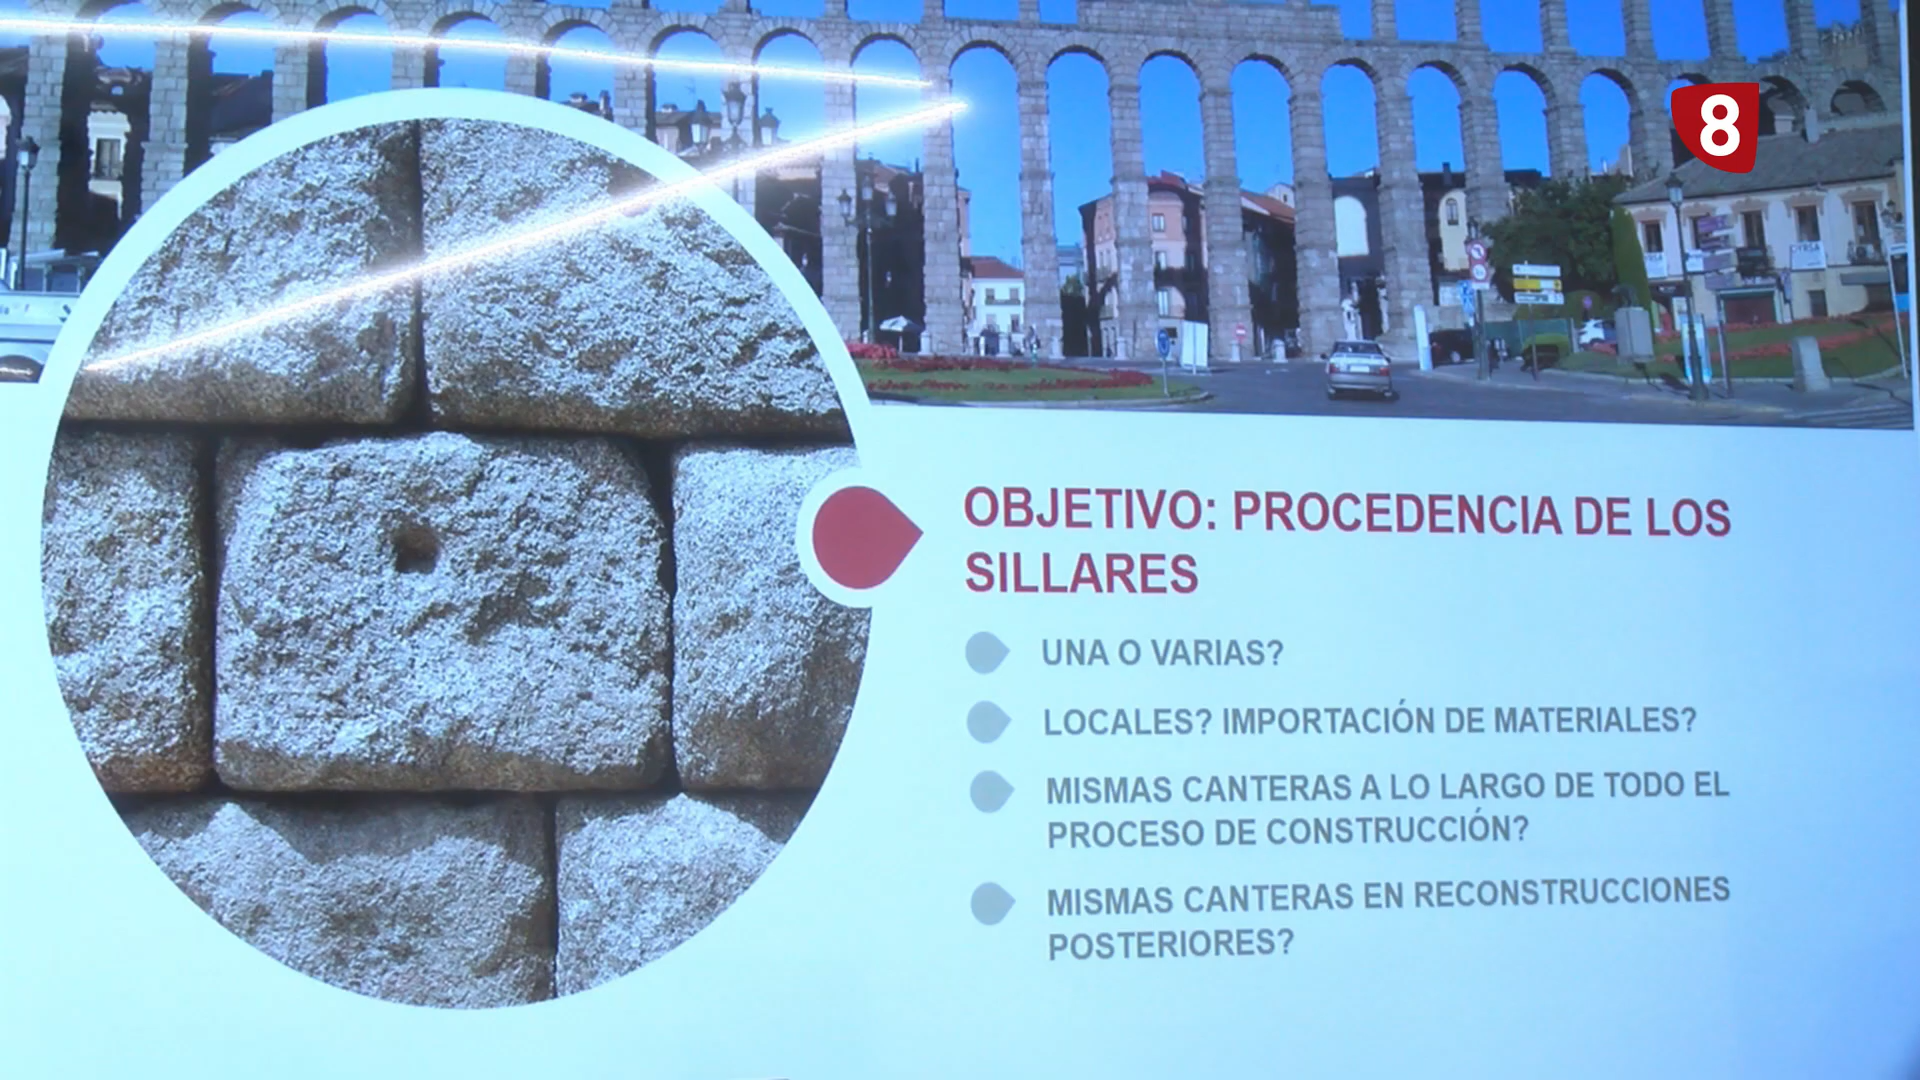 8
OBJETIVO: PROCEDENCIA DE LOS
SILLARES
UNA O VARIAS?
LOCALES? IMPORTACIÓN DE MATERIALES?
MISMAS CANTERAS A LO LARGO DE TODO EL
PROCESO DE CONSTRUCCIÓN?
MISMAS CANTERAS EN RECONSTRUCCIONES
POSTERIORES?